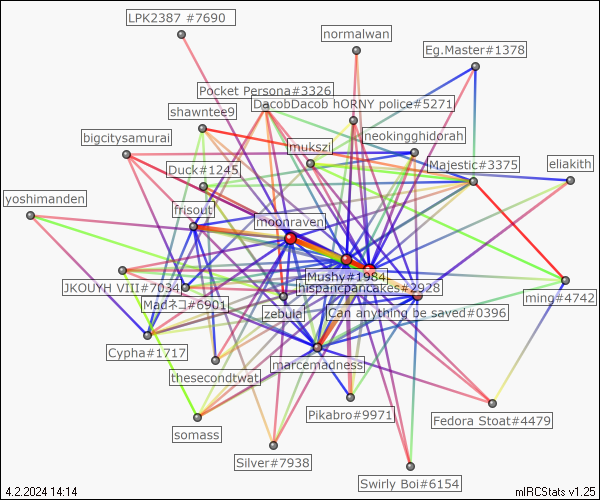 LPK2387 #7690
normalwan
Eg.Master#1378
Pocket Persona#3326
DacobDacob hORNY police#5271
shawntee9
neokingghidorah
bigcitysamurai
mukszi
Majestic#3375
eliakith
Duck#1245
yoshimanden
frisout
moonraven
Mushy#1984
JKOUYH VIII#7034
hispanicpancakes#2928
Madネコ#6901
ming#4742
zebula
Can anything be saved#0396
Cypha#1717
marcemadness
thesecondtwat
Pikabro#9971
Fedora Stoat#4479
somass
Silver#7938
Swirly Boi#6154
4.2.2024 14:14
mIRCStats v1.25